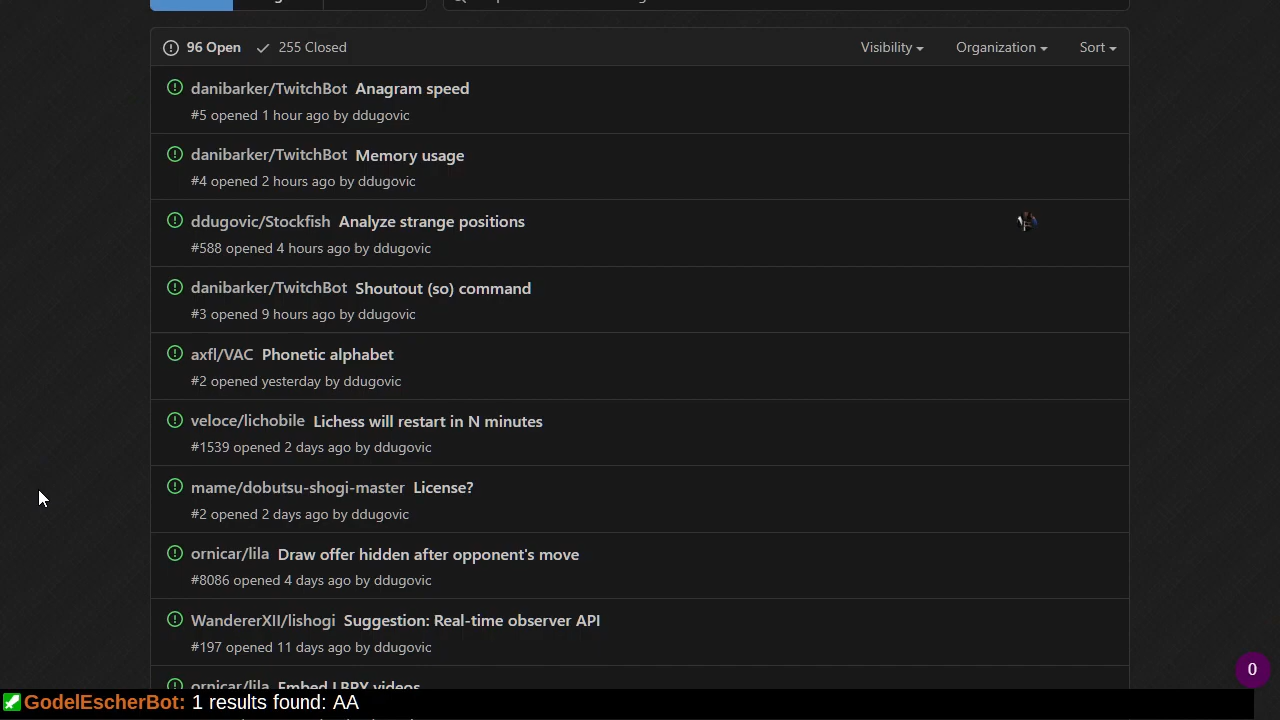 96 Open 255 Closed Visibility Organization Sort
danibarker/TwitchBot Anagram speed
#5 opened 1 hour ago by ddugovic
danibarker/TwitchBot Memory usage
#4 opened 2 hours ago by ddugovic
ddugovic/Stockfish Analyze strange positions
#588 opened 4 hours ago by ddugovic
danibarker/TwitchBot Shoutout (so) command
#3 opened 9 hours ago by ddugovic
axfl/VAC Phonetic alphabet
#2 opened yesterday by ddugovic
veloce/lichobile Lichess will restart in N minutes
#1539 opened 2 days ago by ddugovic
mame/dobutsu-shogi-master License?
#2 opened 2 days ago by ddugovic
ornicar/lila Draw offer hidden after opponent's move
#8086 opened 4 days ago by ddugovic
WandererXII/lishogi Suggestion: Real-time observer API
#197 opened 11 days ago by ddugovic
ornicar/lila Embed LBRY videos
0
GodelEscherBot: 1 results found: AA